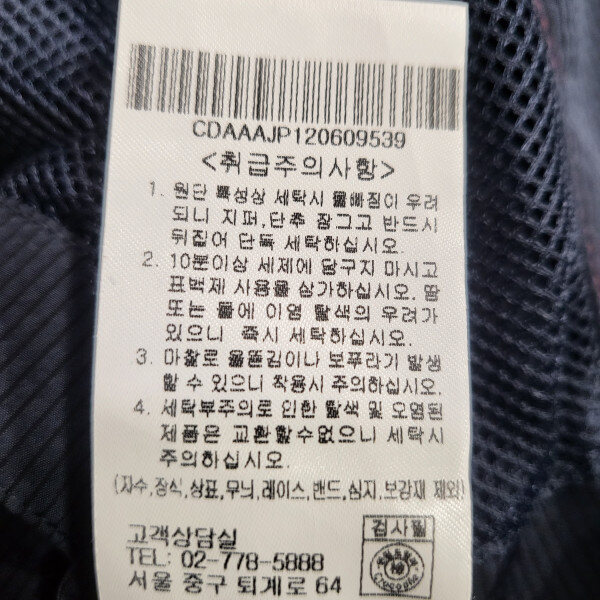 CDAAAJP120609539
<취급주의사항>
1. 원단 특성상 세탁시 물빠짐이 우려
되니 지퍼,단추 잠그고 반드시
뒤집어 단독 세탁하십시오.
2. 10분이상 세제에 담구지 마시고
표백제 사용을 삼가하십시오. 땀
또는 물에 이염 탈색의 우려가
있으니 즉시 세탁하십시오.
3. 마찰로 올뜯김이나 보푸라기 발생
할 수 있으니 착용시 주의하십시오.
4. 세탁부주의로 인한 탈색 및 오염된
제품은 교환할수없으니 세탁시
주의하십시오.
(자수,장식,상표,무늬,레이스,밴드,심지,보강재 제외)
고객상담실
TEL: 02-778-5888
서울 중구 퇴계로 64
검사필